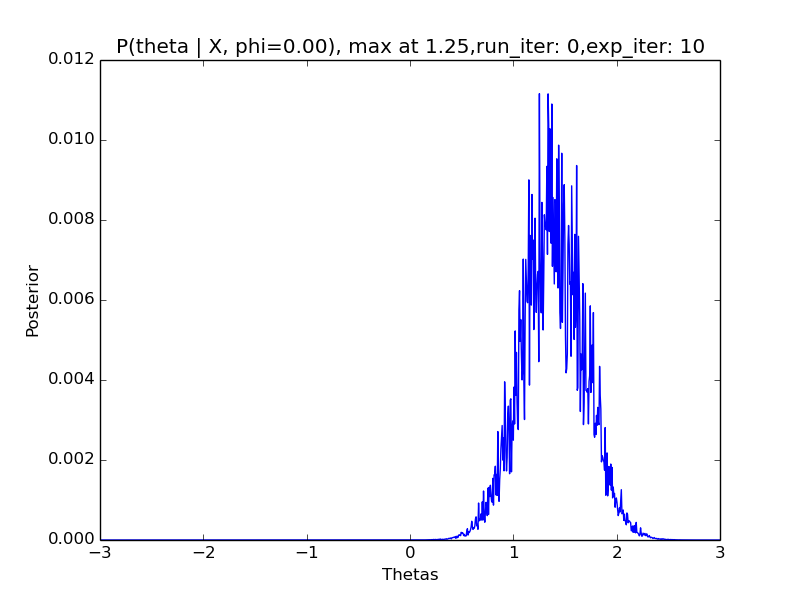 P(theta | X, phi=0.00), max at 1.25,run_iter: 0,exp_iter: 10
0.012
0.010
0.008
0.006
0.004
0.002
0.000
Posterior
−3 −2 −1 0 1 2 3
Thetas